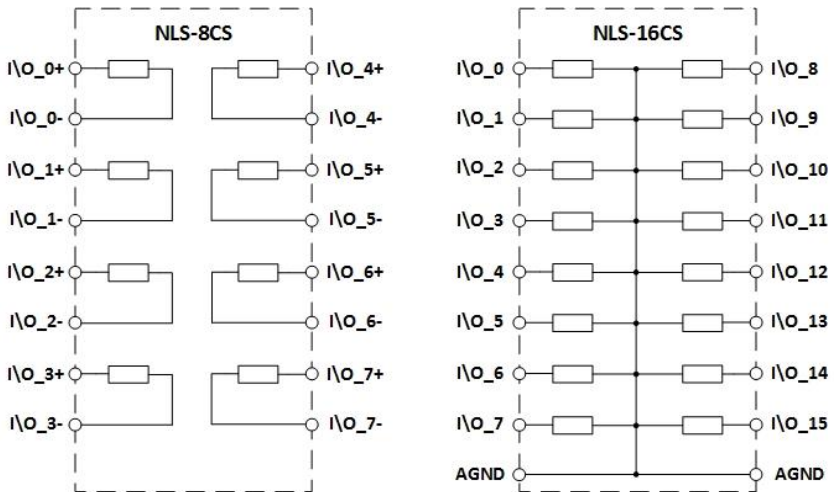 NLS-8CS
I\O_0+
I\O_4+
I\O_0-
I\O_4-
I\O_1+
I\O_5+
I\O_1-
I\O_5-
I\O_2+
I\O_6+
I\O_2-
I\O_6-
I\O_3+
I\O_7+
I\O_3-
I\O_7-
NLS-16CS
I\O_0
I\O_8
I\O_1
I\O_9
I\O_2
I\O_10
I\O_3
I\O_11
I\O_4
I\O_12
I\O_5
I\O_13
I\O_6
I\O_14
I\O_7
I\O_15
AGND
AGND